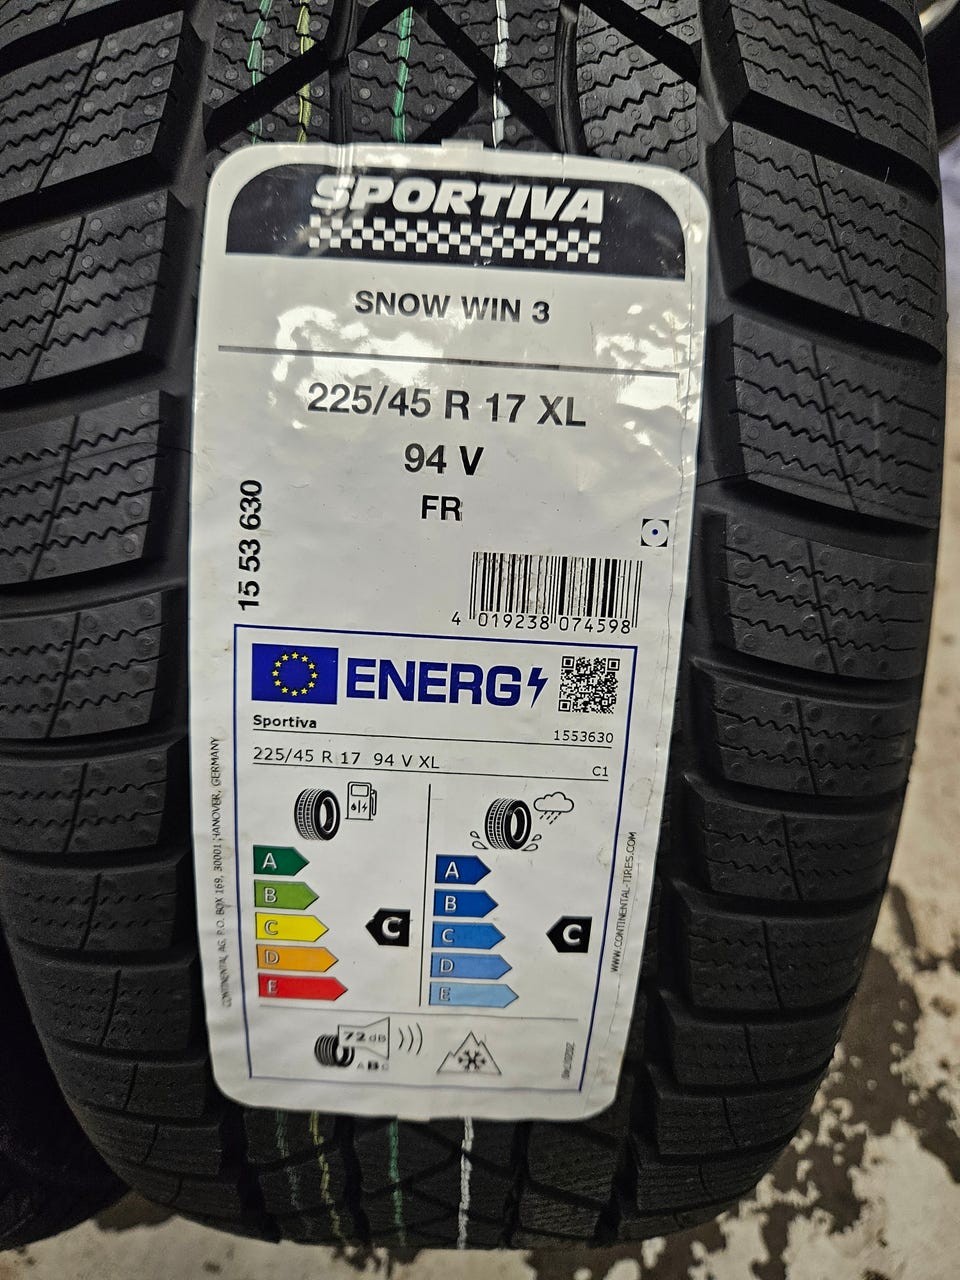 SPORTIVA
SNOW WIN 3
225/45 R 17 XL
94 V
FR
15 53 630
4 019238 074598
ENERG
Sportiva
1553630
225/45 R 17 94 V XL
C1
A
B
C
D
E
C
A
B
C
D
E
C
72 dB
ABC
CONTINENTAL AG, P.O. BOX 169, 30001 HANOVER, GERMANY
WWW.CONTINENTAL-TIRES.COM